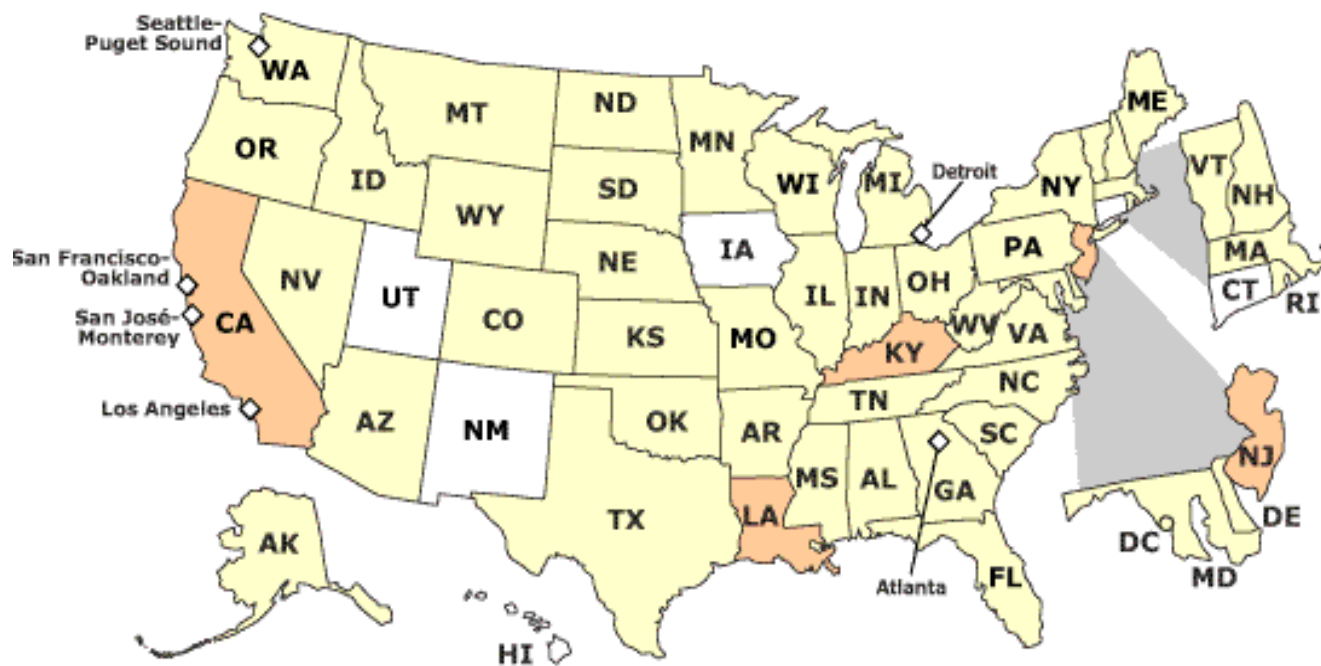 Seattle-
Puget Sound
WA
MT
ND
MN
ME
OR
ID
SD
WI
MI
Detroit
NY
VT
NH
WY
MA
IA
PA
San Francisco-
Oakland
NV
UT
NE
IL
IN
OH
CT
RI
San José-
Monterey
CA
CO
KS
MO
WV
VA
KY
Los Angeles
AZ
NM
OK
AR
TN
NC
SC
NJ
MS
AL
GA
TX
LA
DE
AK
DC
MD
Atlanta
FL
HI